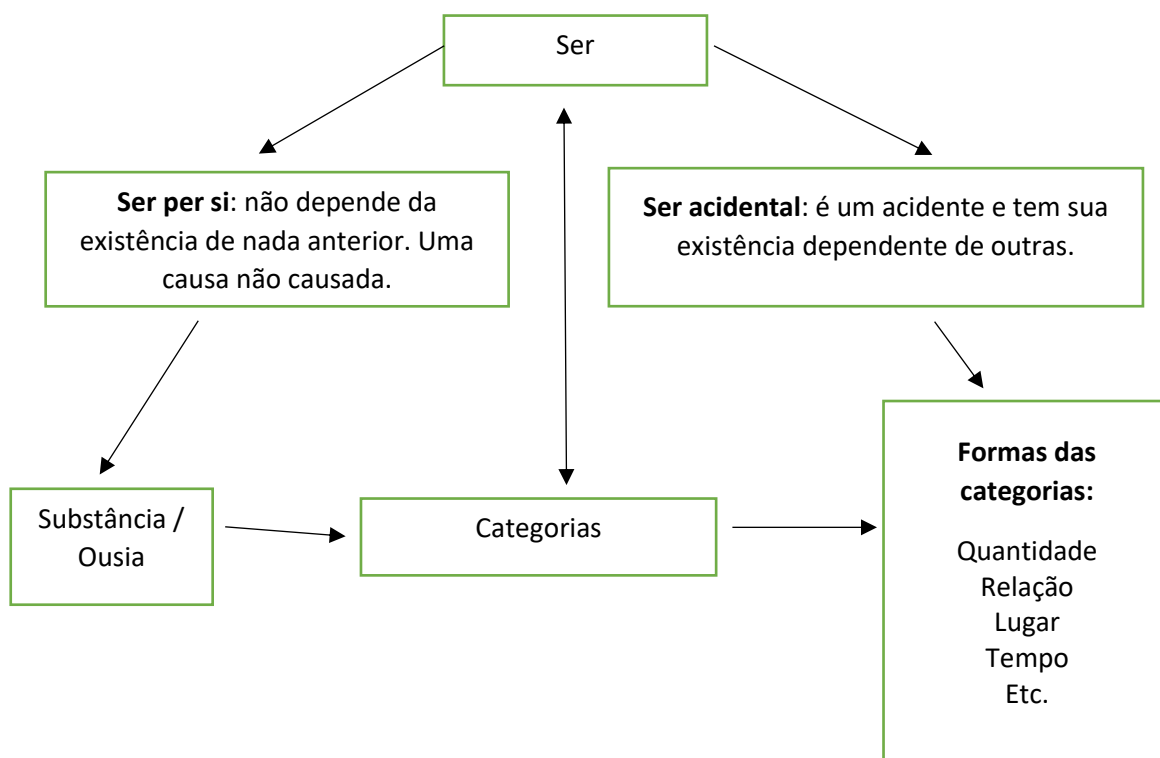 Ser
Ser per si: não depende da
existência de nada anterior. Uma
causa não causada.
Ser acidental: é um acidente e tem sua
existência dependente de outras.
Substância /
Ousia
Categorias
Formas das
categorias:
Quantidade
Relação
Lugar
Tempo
Etc.